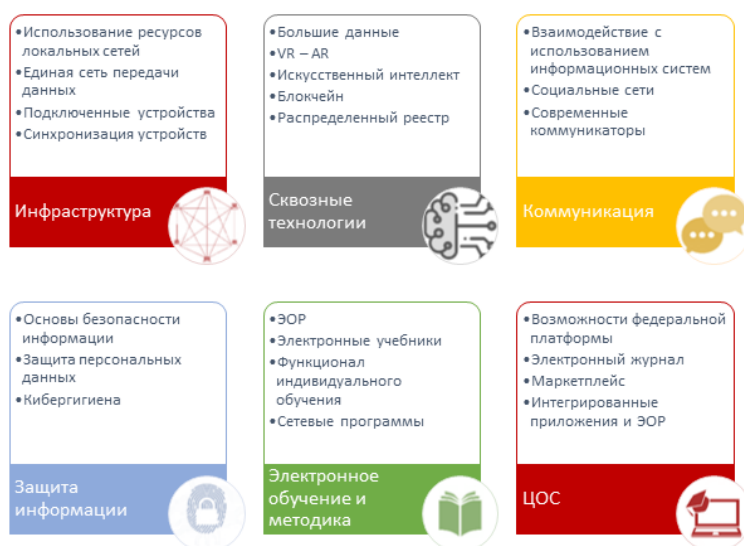 •Использование ресурсов
локальных сетей
•Единая сеть передачи
данных
•Подключенные устройства
•Синхронизация устройств
Инфраструктура
•Большие данные
•VR – AR
•Искусственный интеллект
•Блокчейн
•Распределенный реестр
Сквозные
технологии
•Взаимодействие с
использованием
информационных систем
•Социальные сети
•Современные
коммуникаторы
Коммуникация
•Основы безопасности
информации
•Защита персональных
данных
•Кибергигиена
Защита
информации
•ЭОР
•Электронные учебники
•Функционал
индивидуального
обучения
•Сетевые программы
Электронное
обучение и
методика
•Возможности федеральной
платформы
•Электронный журнал
•Маркетплейс
•Интегрированные
приложения и ЭОР
ЦОС